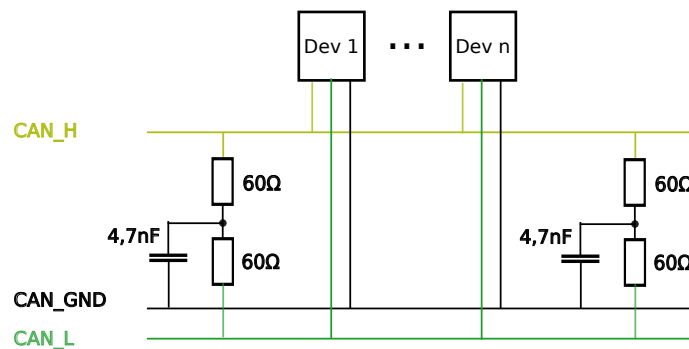 Dev 1 ... Dev n
CAN_H
60Ω 60Ω
4,7nF 4,7nF
60Ω 60Ω
CAN_GND
CAN_L